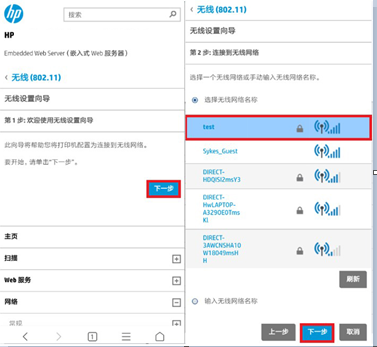 hp
搜索
HP
Embedded Web Server (嵌入式 Web 服务器)
无线 (802.11)
无线设置向导
第 1 步: 欢迎使用无线设置向导
此向导将帮助您将打印机配置为连接到无线网络。
要开始，请单击“下一步”。
下一步
主页
扫描
Web 服务
网络
常规
1
无线 (802.11)
无线设置向导
第 2 步: 连接到无线网络
选择一个无线网络或手动输入无线网络名称。
选择无线网络名称
test
Sykes_Guest
DIRECT-
HDQISI2msY3
DIRECT-
HwLAPTOP-
A3290E0Tms
KI
DIRECT-
3AWCNSHA10
W18049msH
H
刷新
输入无线网络名称
上一步
下一步
取消